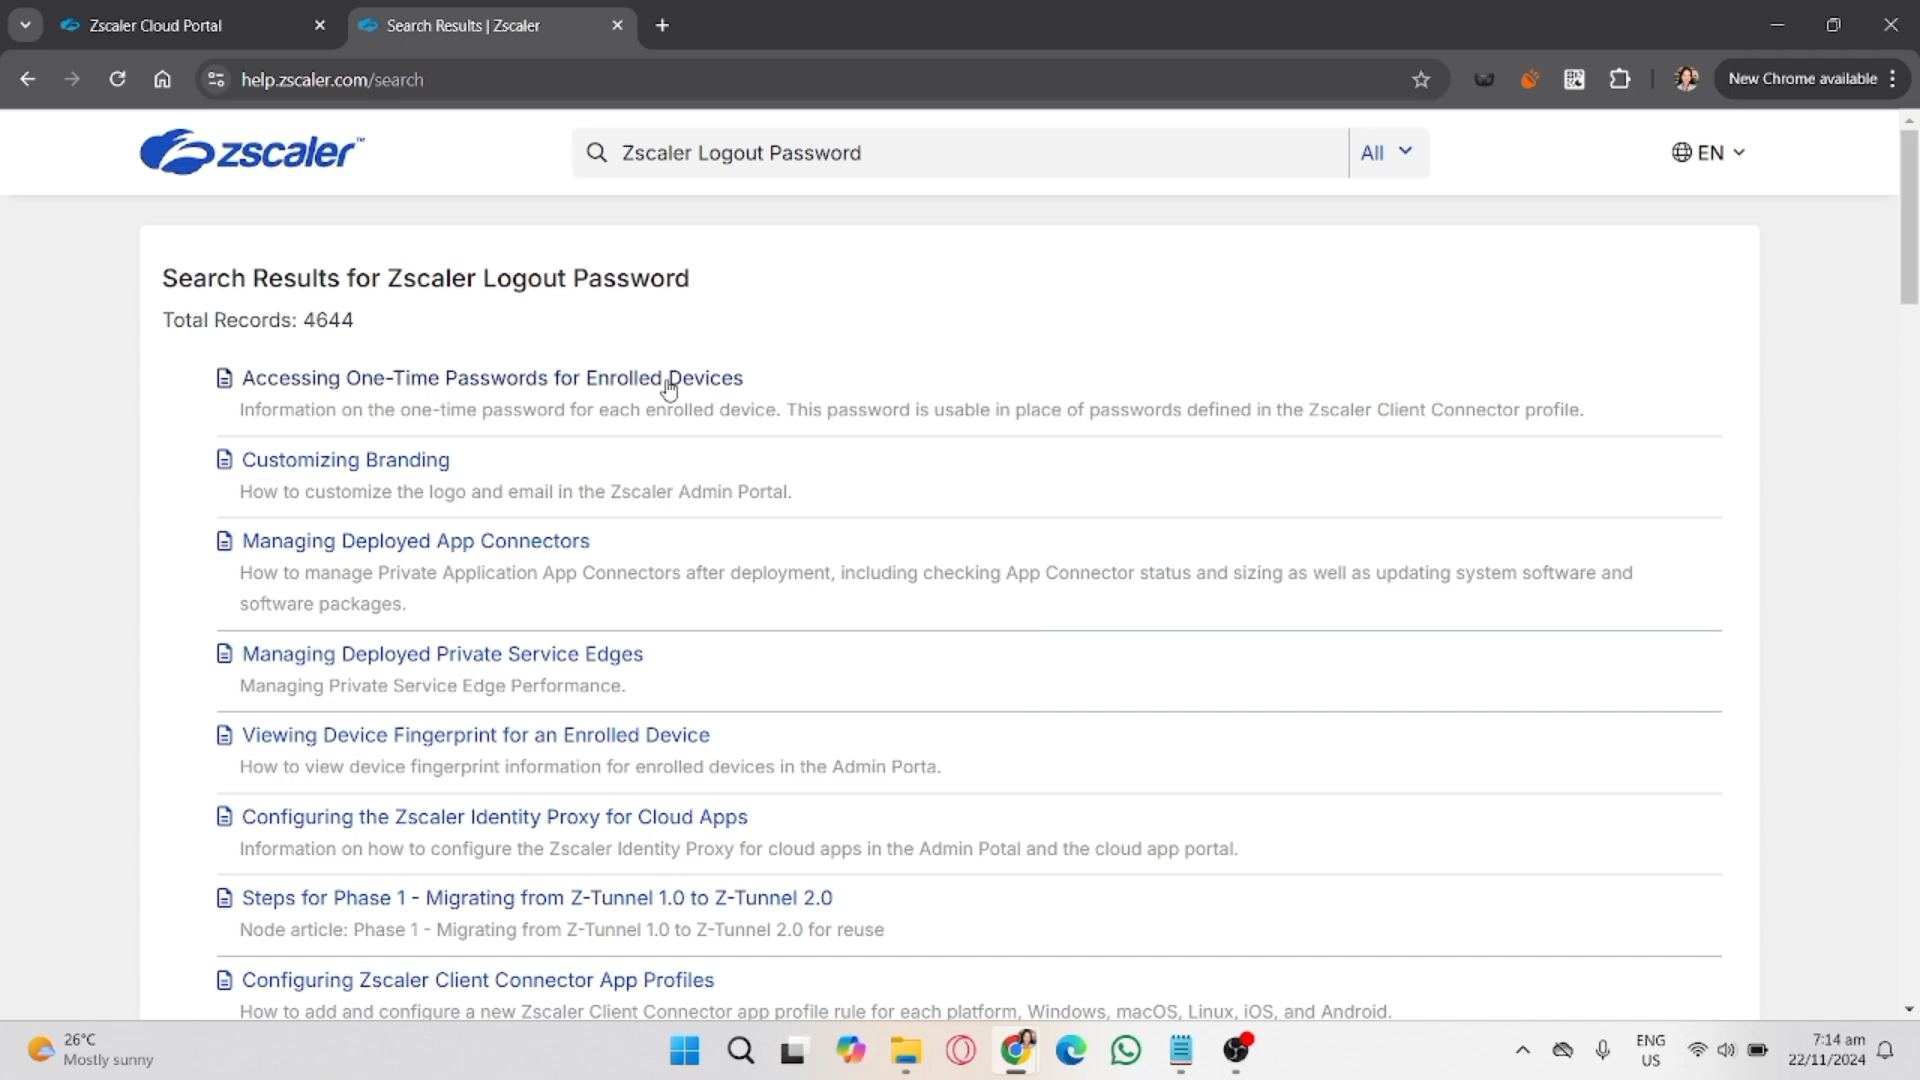 Zscaler Cloud Portal
Search Results | Zscaler
help.zscaler.com/search
New Chrome available
zscaler™
Zscaler Logout Password
All
EN
Search Results for Zscaler Logout Password
Total Records: 4644
Accessing One-Time Passwords for Enrolled Devices
Information on the one-time password for each enrolled device. This password is usable in place of passwords defined in the Zscaler Client Connector profile.
Customizing Branding
How to customize the logo and email in the Zscaler Admin Portal.
Managing Deployed App Connectors
How to manage Private Application App Connectors after deployment, including checking App Connector status and sizing as well as updating system software and
software packages.
Managing Deployed Private Service Edges
Managing Private Service Edge Performance.
Viewing Device Fingerprint for an Enrolled Device
How to view device fingerprint information for enrolled devices in the Admin Porta.
Configuring the Zscaler Identity Proxy for Cloud Apps
Information on how to configure the Zscaler Identity Proxy for cloud apps in the Admin Potal and the cloud app portal.
Steps for Phase 1 - Migrating from Z-Tunnel 1.0 to Z-Tunnel 2.0
Node article: Phase 1 - Migrating from Z-Tunnel 1.0 to Z-Tunnel 2.0 for reuse
Configuring Zscaler Client Connector App Profiles
How to add and configure a new Zscaler Client Connector app profile rule for each platform, Windows, macOS, Linux, iOS, and Android.
26°C
Mostly sunny
ENG
US
7:14 am
22/11/2024